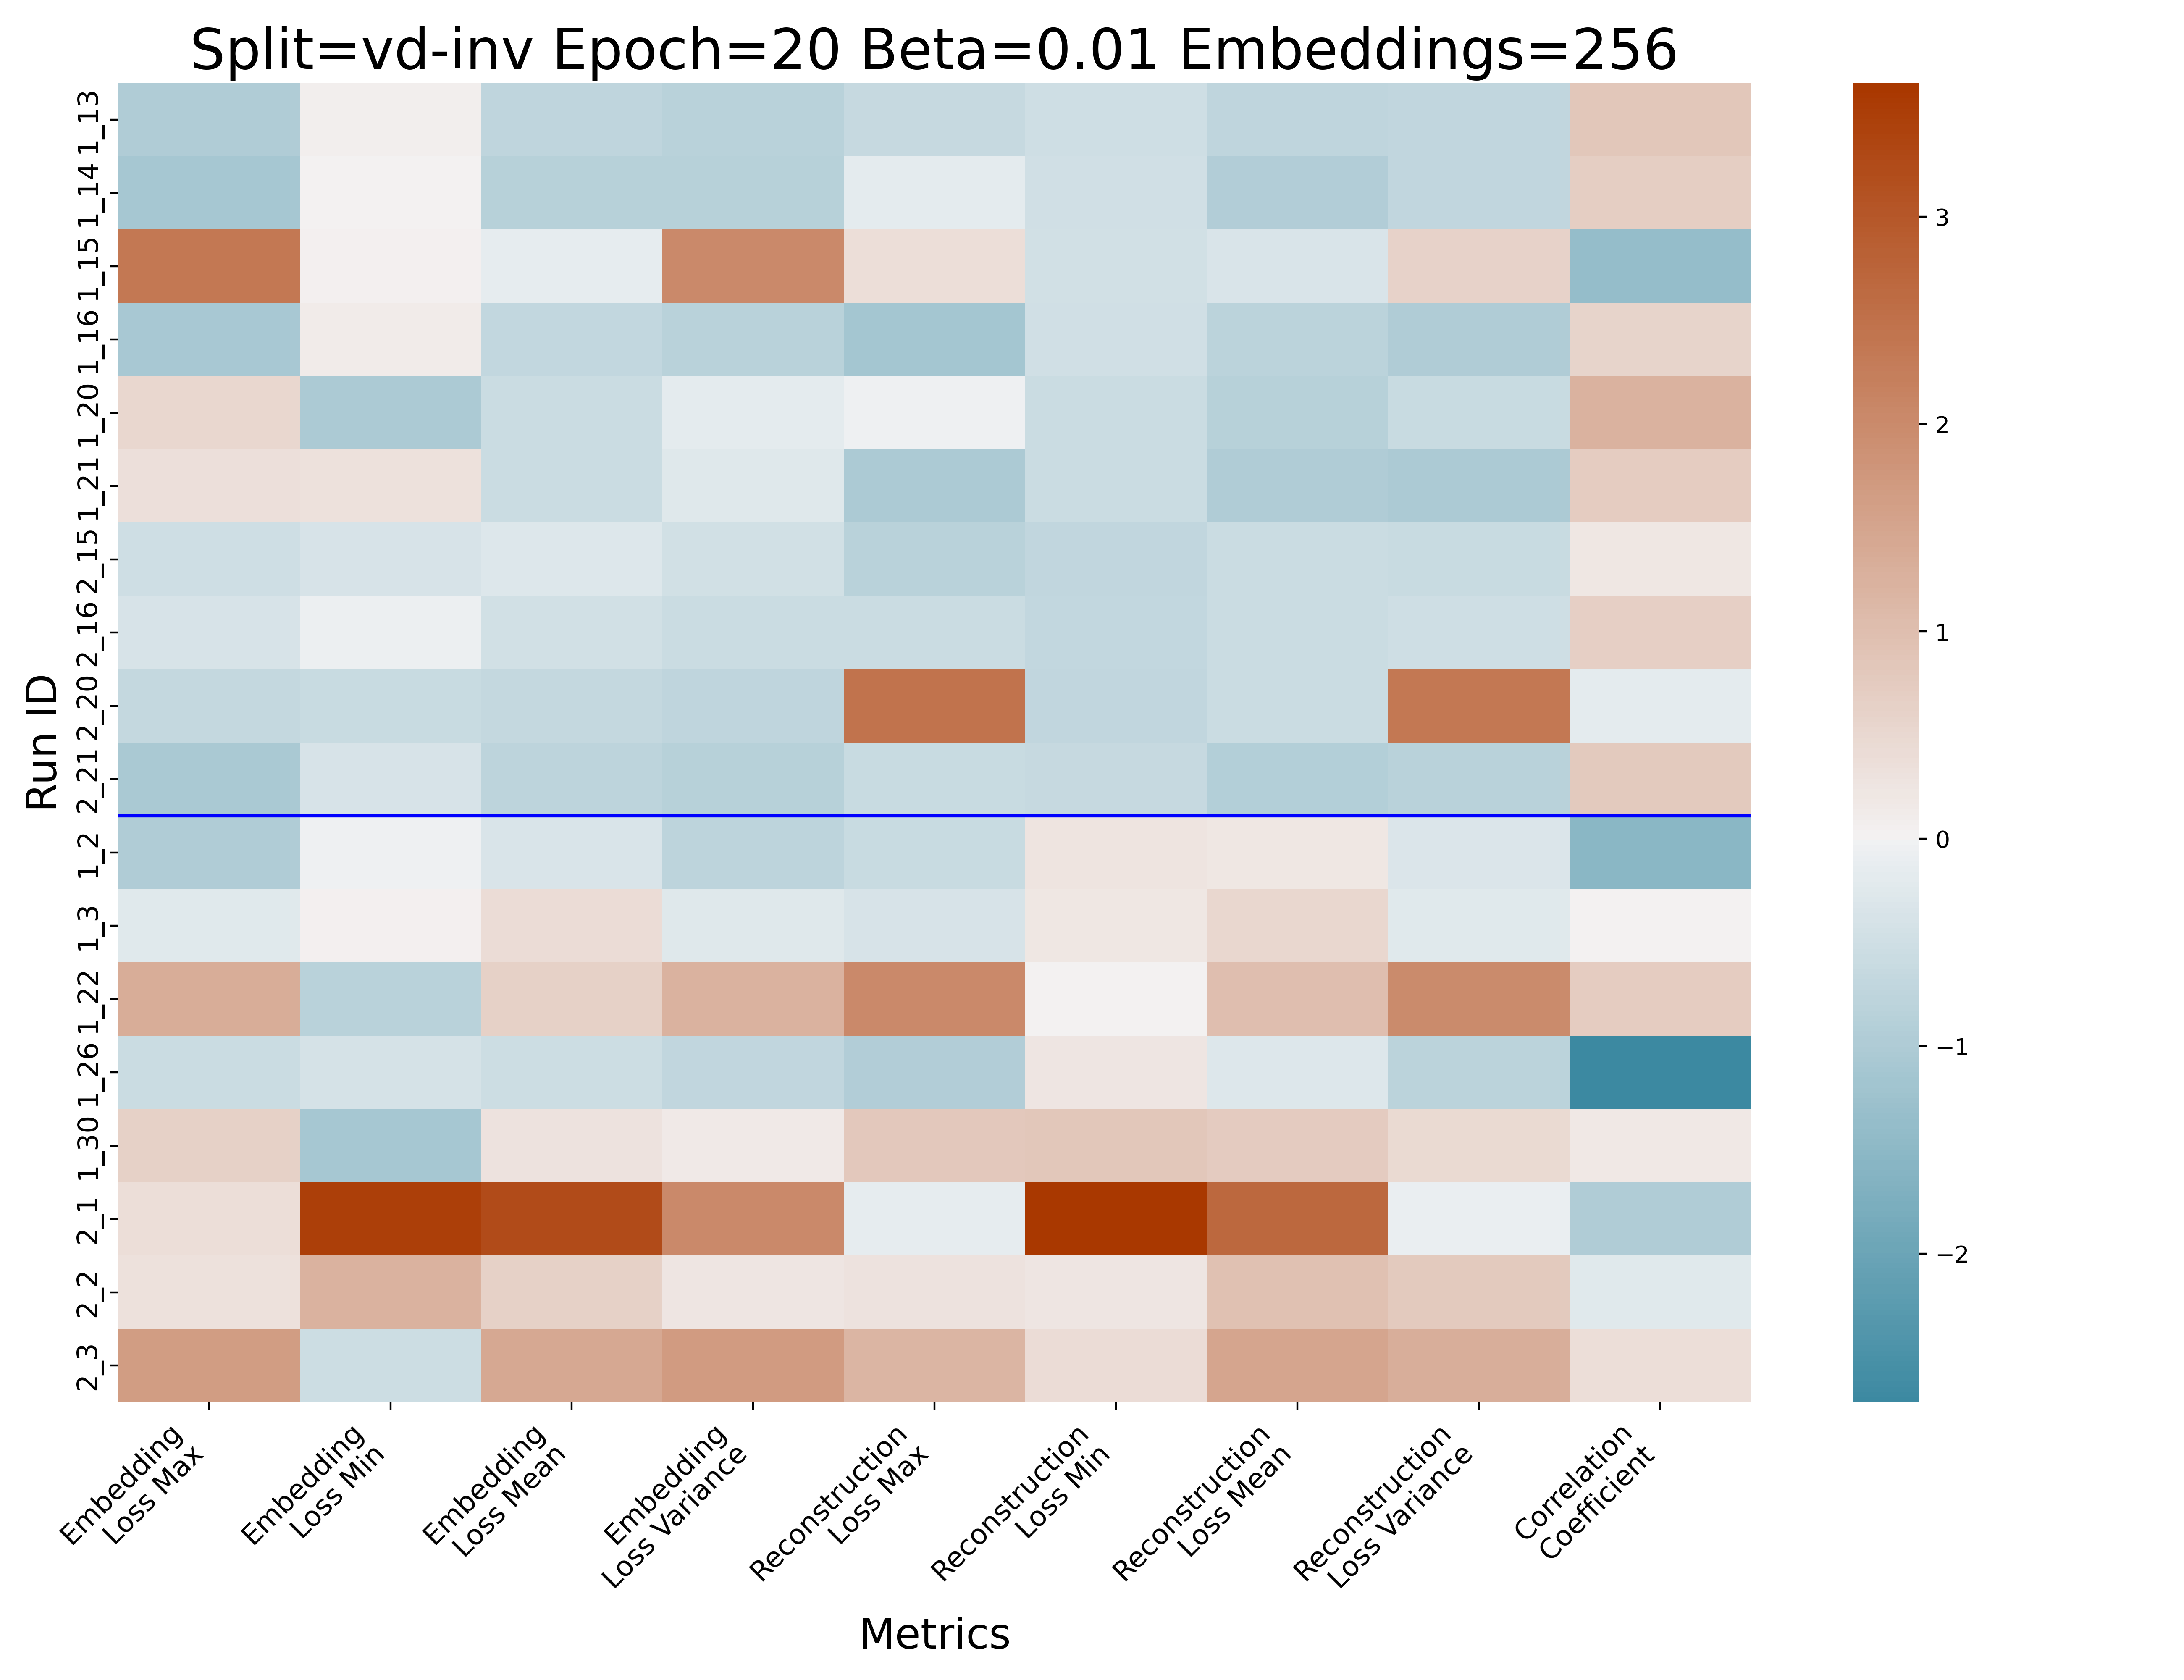 Split=vd-inv Epoch=20 Beta=0.01 Embeddings=256
Run ID
1_13
1_14
1_15
1_16
1_20
1_21
2_15
2_16
2_20
2_21
1_2
1_3
1_22
1_26
1_30
2_1
2_2
2_3
Embedding
Loss Max
Embedding
Loss Min
Embedding
Loss Mean
Embedding
Loss Variance
Reconstruction
Loss Max
Reconstruction
Loss Min
Reconstruction
Loss Mean
Reconstruction
Loss Variance
Correlation
Coefficient
Metrics
3
2
1
0
−1
−2